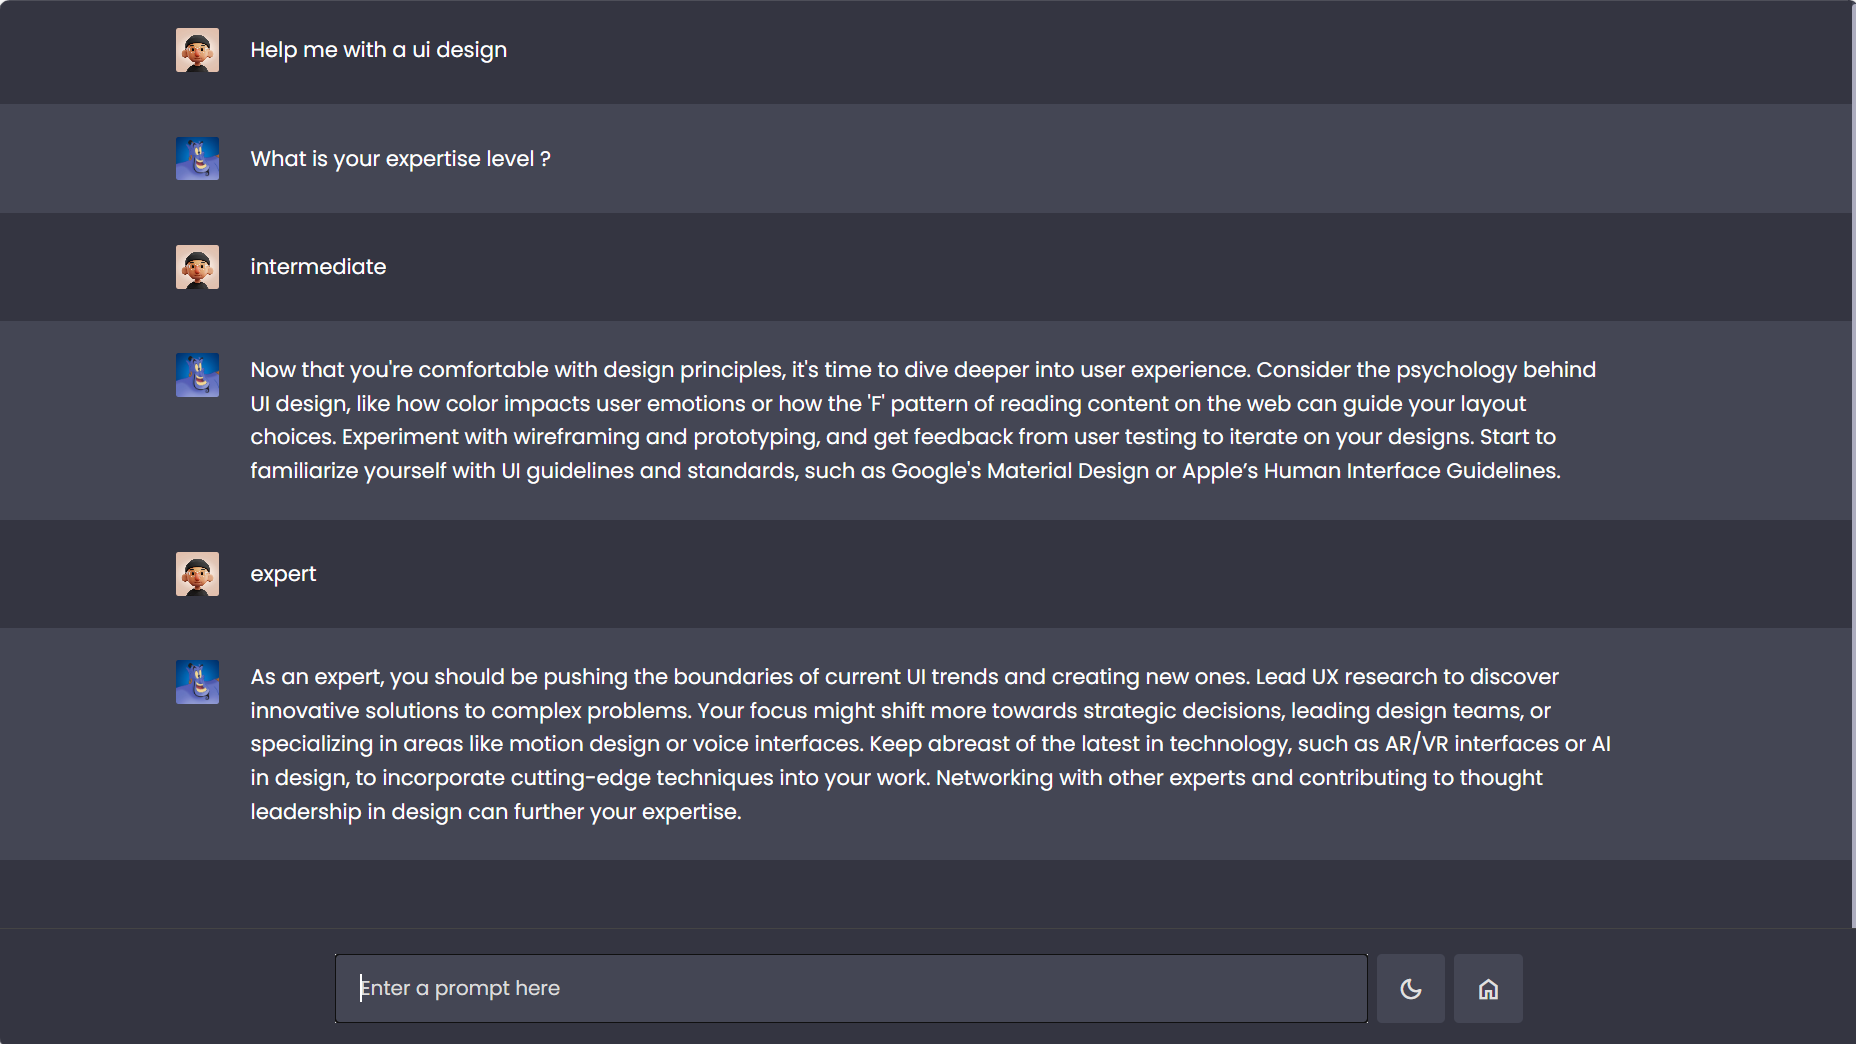 Help me with a ui design
What is your expertise level ?
intermediate
Now that you're comfortable with design principles, it's time to dive deeper into user experience. Consider the psychology behind
UI design, like how color impacts user emotions or how the 'F' pattern of reading content on the web can guide your layout
choices. Experiment with wireframing and prototyping, and get feedback from user testing to iterate on your designs. Start to
familiarize yourself with UI guidelines and standards, such as Google's Material Design or Apple’s Human Interface Guidelines.
expert
As an expert, you should be pushing the boundaries of current UI trends and creating new ones. Lead UX research to discover
innovative solutions to complex problems. Your focus might shift more towards strategic decisions, leading design teams, or
specializing in areas like motion design or voice interfaces. Keep abreast of the latest in technology, such as AR/VR interfaces or AI
in design, to incorporate cutting-edge techniques into your work. Networking with other experts and contributing to thought
leadership in design can further your expertise.
Enter a prompt here